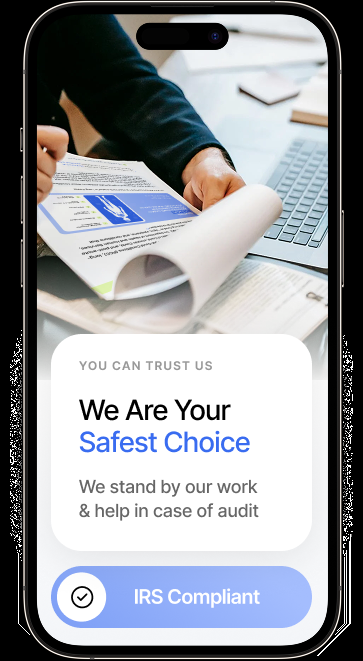 YOU CAN TRUST US
We Are Your
Safest Choice
We stand by our work
& help in case of audit
IRS Compliant